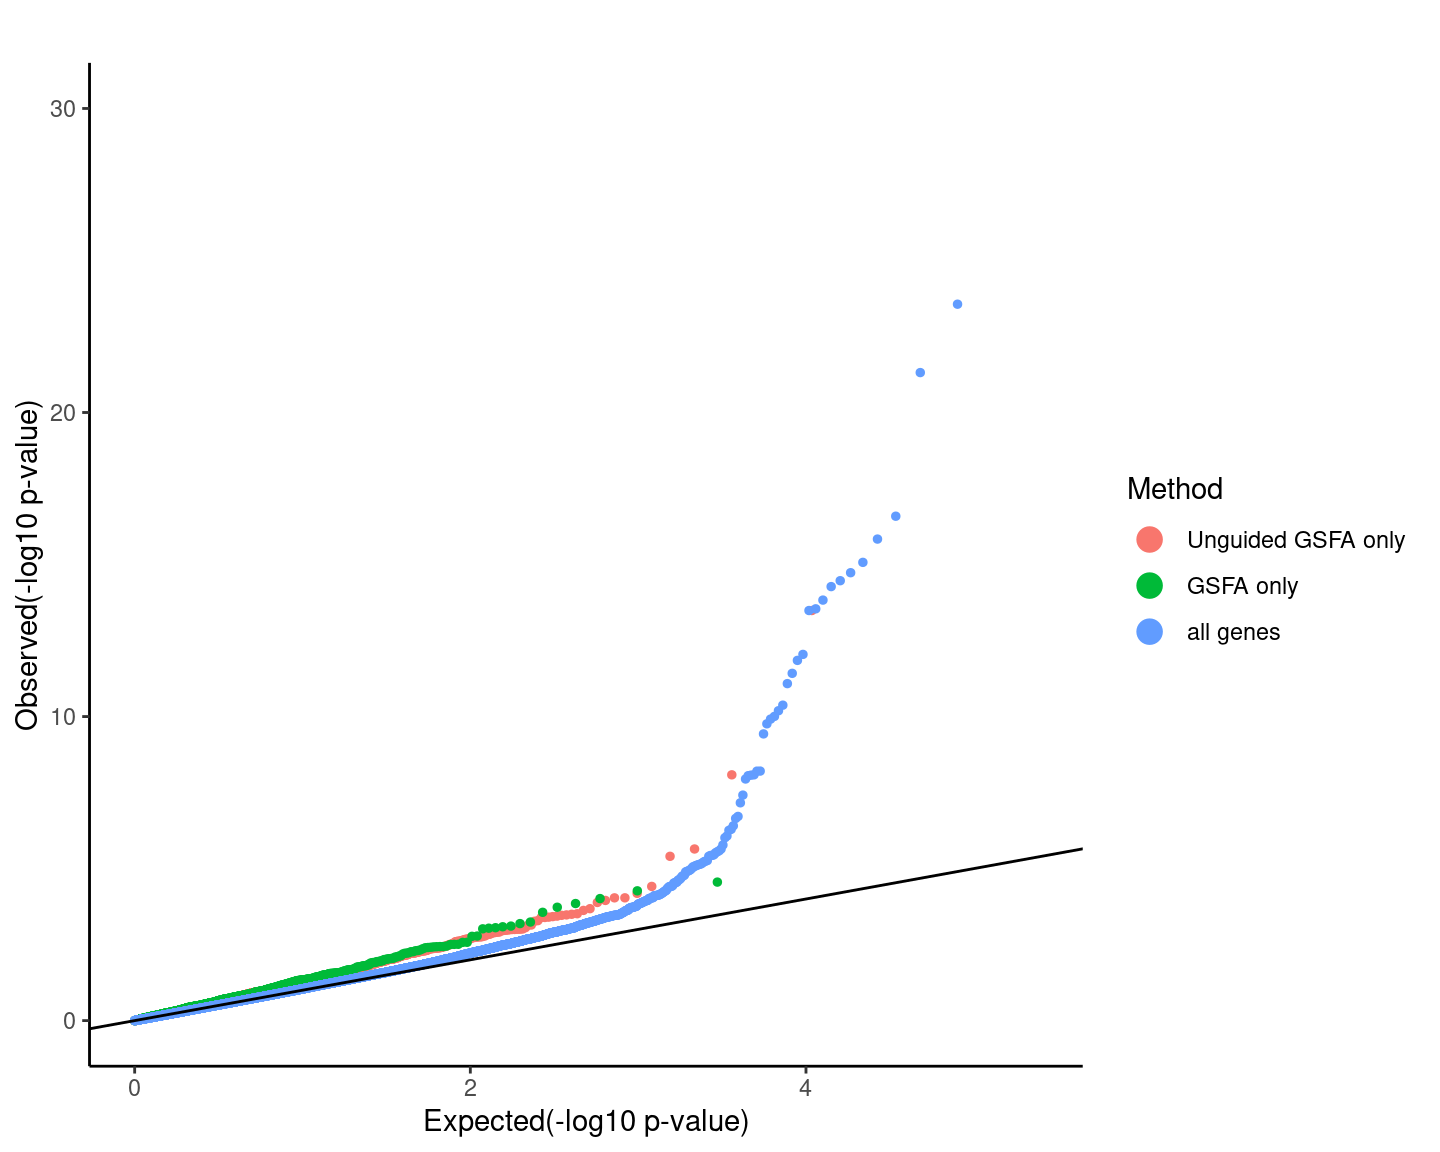 30
20
10
0
Observed(-log10 p-value)
0
2
4
Expected(-log10 p-value)
Method
Unguided GSFA only
GSFA only
all genes